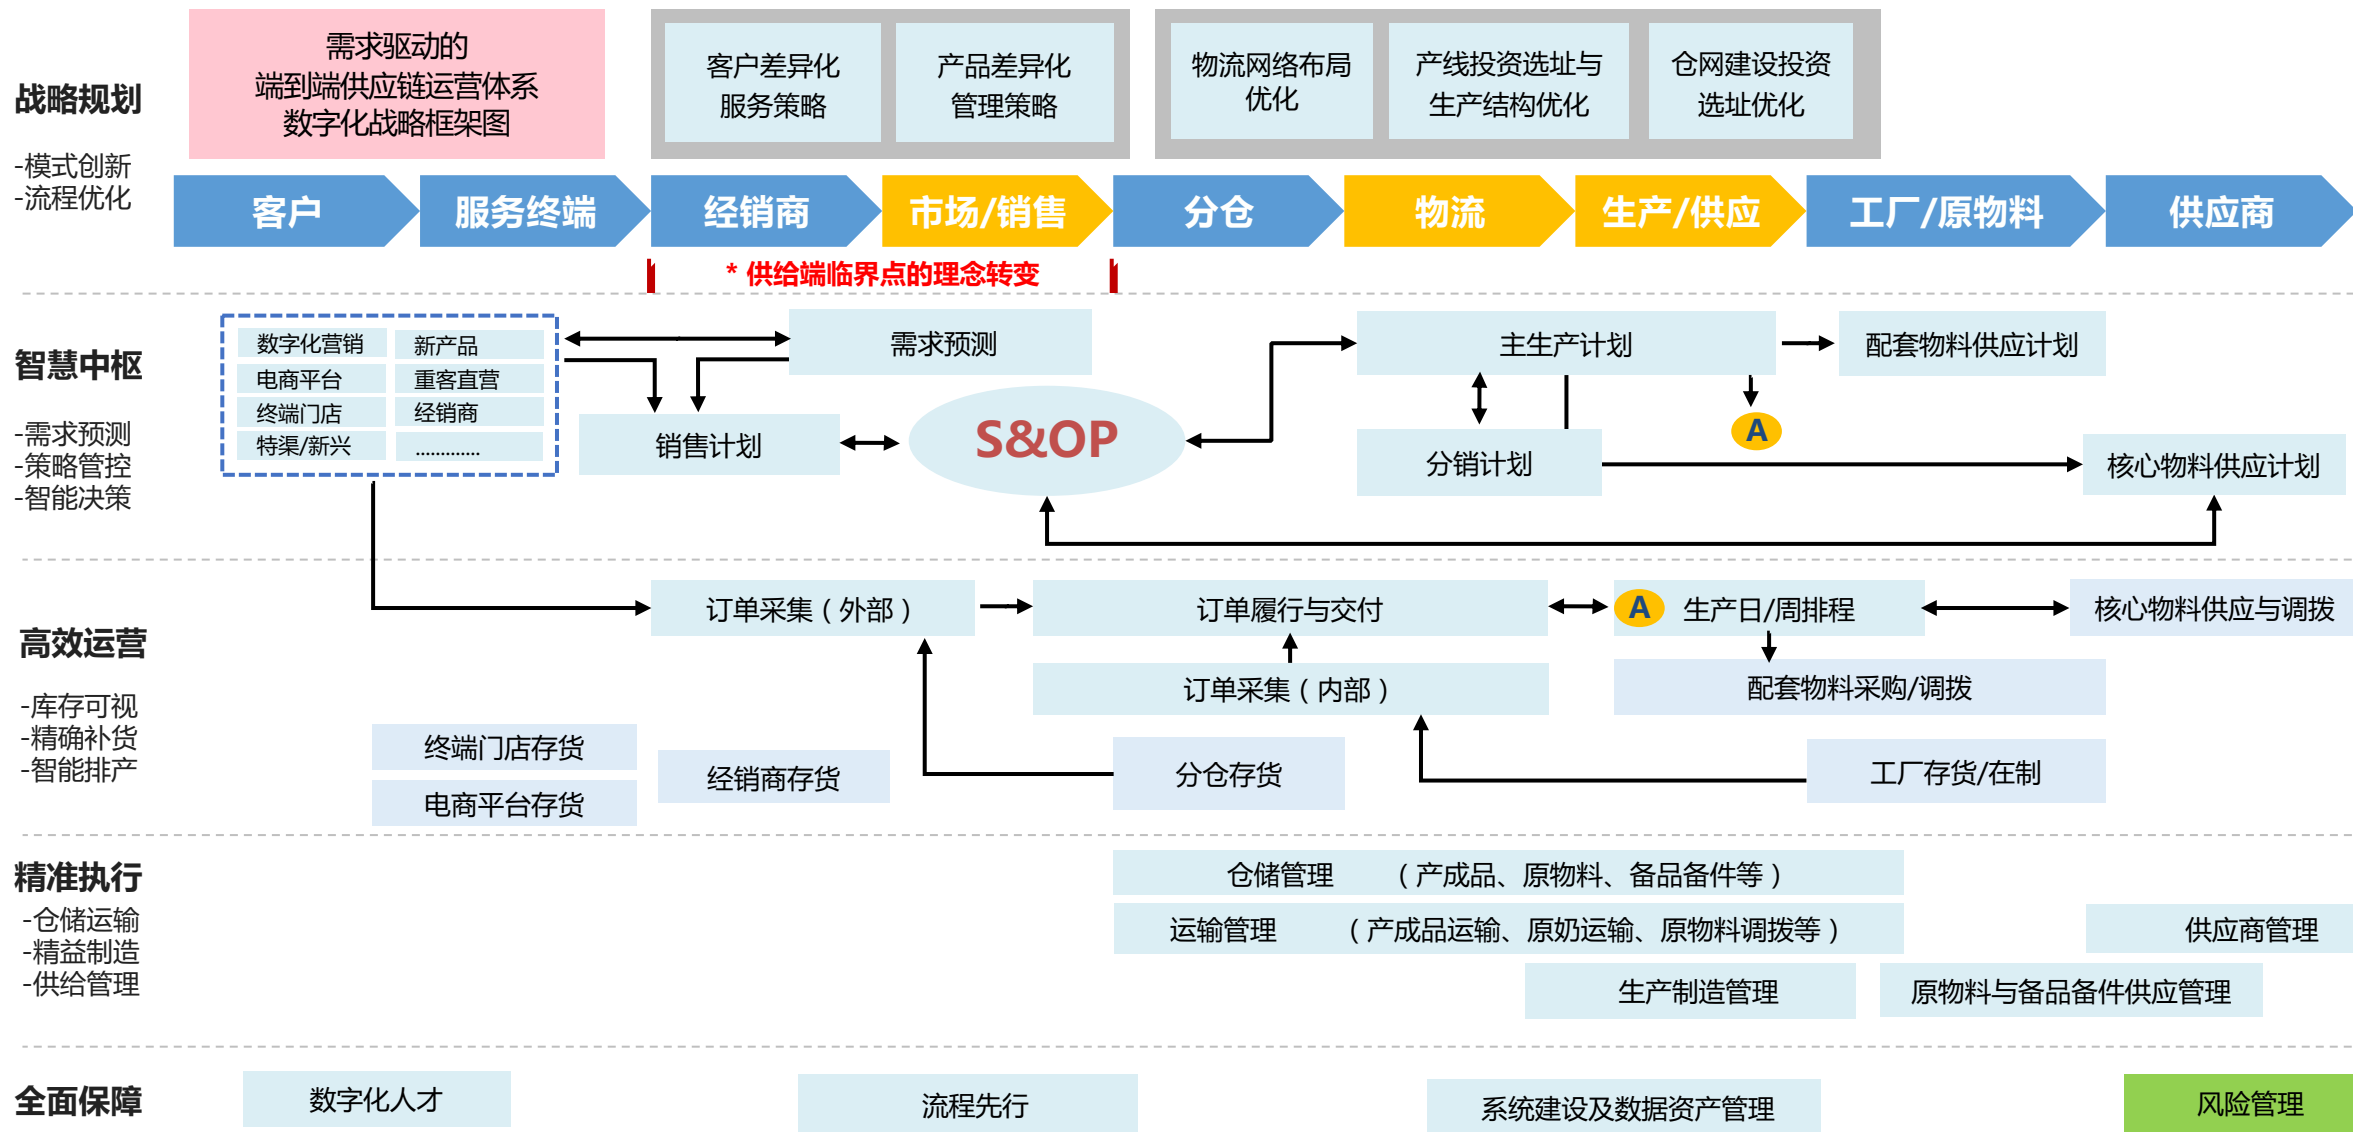 需求驱动的
端到端供应链运营体系
数字化战略框架图
客户差异化
服务策略
产品差异化
管理策略
物流网络布局
优化
产线投资选址与
生产结构优化
仓网建设投资
选址优化
战略规划
-模式创新
-流程优化
客户
服务终端
经销商
市场/销售
分仓
物流
生产/供应
工厂/原物料
供应商
* 供给端临界点的理念转变
智慧中枢
-需求预测
-策略管控
-智能决策
数字化营销
新产品
电商平台
重客直营
终端门店
经销商
特渠/新兴
.............
需求预测
销售计划
S&OP
主生产计划
配套物料供应计划
A
分销计划
核心物料供应计划
高效运营
-库存可视
-精确补货
-智能排产
订单采集（外部）
订单履行与交付
A
生产日/周排程
核心物料供应与调拨
订单采集（内部）
配套物料采购/调拨
终端门店存货
电商平台存货
经销商存货
分仓存货
工厂存货/在制
精准执行
-仓储运输
-精益制造
-供给管理
仓储管理 （产成品、原物料、备品备件等）
运输管理 （产成品运输、原奶运输、原物料调拨等）
供应商管理
生产制造管理
原物料与备品备件供应管理
全面保障
数字化人才
流程先行
系统建设及数据资产管理
风险管理